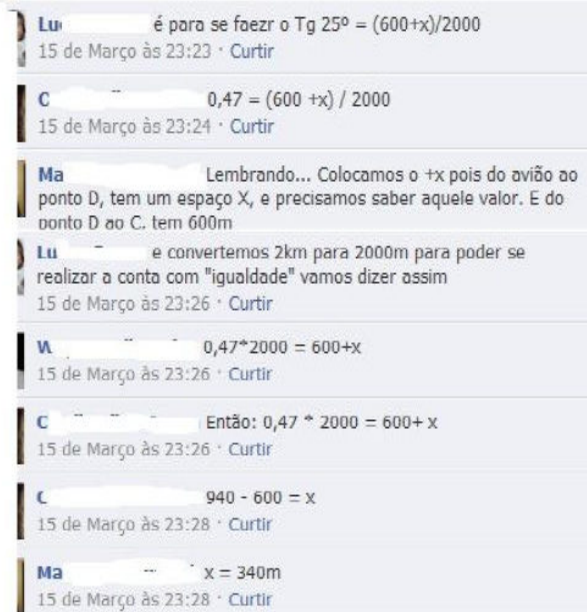 Lu é para se faezr o Tg 25º = (600+x)/2000
15 de Março às 23:23 · Curtir
C 0,47 = (600 +x) / 2000
15 de Março às 23:24 · Curtir
Ma Lembrando... Colocamos o +x pois do avião ao
ponto D, tem um espaço X, e precisamos saber aquele valor. E do
ponto D ao C. tem 600m
Lu e convertemos 2km para 2000m para poder se
realizar a conta com "igualdade" vamos dizer assim
15 de Março às 23:26 · Curtir
W 0,47*2000 = 600+x
15 de Março às 23:26 · Curtir
C Então: 0,47 * 2000 = 600+ x
15 de Março às 23:26 · Curtir
C 940 - 600 = x
15 de Março às 23:28 · Curtir
Ma x = 340m
15 de Março às 23:28 · Curtir